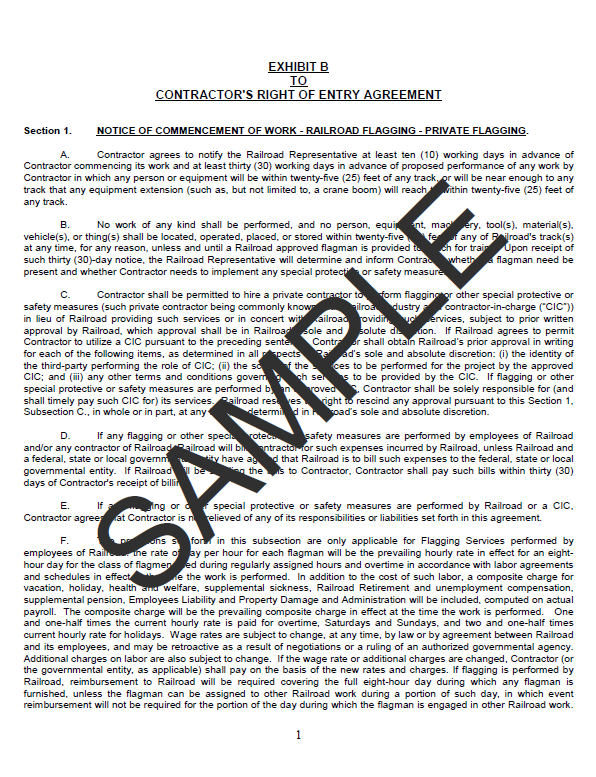 EXHIBIT B
TO
CONTRACTOR'S RIGHT OF ENTRY AGREEMENT
Section 1. NOTICE OF COMMENCEMENT OF WORK - RAILROAD FLAGGING - PRIVATE FLAGGING.
A. Contractor agrees to notify the Railroad Representative at least ten (10) working days in advance of
Contractor commencing its work and at least thirty (30) working days in advance of proposed performance of any work by
Contractor in which any person or equipment will be within twenty-five (25) feet of any track, or will be near enough to any
track that any equipment extension (such as, but not limited to, a crane boom) will reach to within twenty-five (25) feet of
any track.
B. No work of any kind shall be performed, and no person, equipment, machinery, tool(s), material(s),
vehicle(s), or thing(s) shall be located, operated, placed, or stored within twenty-five feet of any of Railroad's track(s)
at any time, for any reason, unless and until a Railroad approved flagman is provided to watch for trains. Upon receipt of
such thirty (30)-day notice, the Railroad Representative will determine and inform Contractor whether a flagman need be
present and whether Contractor needs to implement any special protective or safety measures.
C. Contractor shall be permitted to hire a private contractor to perform flagging or other special protective or
safety measures (such private contractor being commonly known in the railroad industry as a contractor-in-charge ("CIC"))
in lieu of Railroad providing such services or in concert with Railroad providing such services, subject to prior written
approval by Railroad, which approval shall be in Railroad's sole and absolute discretion. If Railroad agrees to permit
Contractor to utilize a CIC pursuant to the preceding sentence, Contractor shall obtain Railroad's prior approval in writing
for each of the following items, as determined in all respects in Railroad's sole and absolute discretion: (i) the identity of
the third-party performing the role of CIC; (ii) the scope of the services to be performed for the project by the approved
CIC; and (iii) any other terms and conditions governing such services to be provided by the CIC. If flagging or other
special protective or safety measures are performed by an approved CIC, Contractor shall be solely responsible for (and
shall timely pay such CIC for) its services. Railroad reserves the right to rescind any approval pursuant to this Section 1,
Subsection C., in whole or in part, at any time, as determined in Railroad's sole and absolute discretion.
D. If any flagging or other special protective or safety measures are performed by employees of Railroad
and/or any contractor of Railroad, Railroad will bill Contractor for such expenses incurred by Railroad, unless Railroad and
a federal, state or local governmental entity have agreed that Railroad is to bill such expenses to the federal, state or local
governmental entity. If Railroad will be sending the bills to Contractor, Contractor shall pay such bills within thirty (30)
days of Contractor's receipt of billing.
E. If any flagging or other special protective or safety measures are performed by Railroad or a CIC,
Contractor agrees that Contractor is not relieved of any of its responsibilities or liabilities set forth in this agreement.
F. The provisions set forth in this subsection are only applicable for Flagging Services performed by
employees of Railroad: the rate of pay per hour for each flagman will be the prevailing hourly rate in effect for an eight-
hour day for the class of flagmen used during regularly assigned hours and overtime in accordance with labor agreements
and schedules in effect at the time the work is performed. In addition to the cost of such labor, a composite charge for
vacation, holiday, health and welfare, supplemental sickness, Railroad Retirement and unemployment compensation,
supplemental pension, Employees Liability and Property Damage and Administration will be included, computed on actual
payroll. The composite charge will be the prevailing composite charge in effect at the time the work is performed. One
and one-half times the current hourly rate is paid for overtime, Saturdays and Sundays, and two and one-half times
current hourly rate for holidays. Wage rates are subject to change, at any time, by law or by agreement between Railroad
and its employees, and may be retroactive as a result of negotiations or a ruling of an authorized governmental agency.
Additional charges on labor are also subject to change. If the wage rate or additional charges are changed, Contractor (or
the governmental entity, as applicable) shall pay on the basis of the new rates and charges. If flagging is performed by
Railroad, reimbursement to Railroad will be required covering the full eight-hour day during which any flagman is
furnished, unless the flagman can be assigned to other Railroad work during a portion of such day, in which event
reimbursement will not be required for the portion of the day during which the flagman is engaged in other Railroad work.
SAMPLE
1